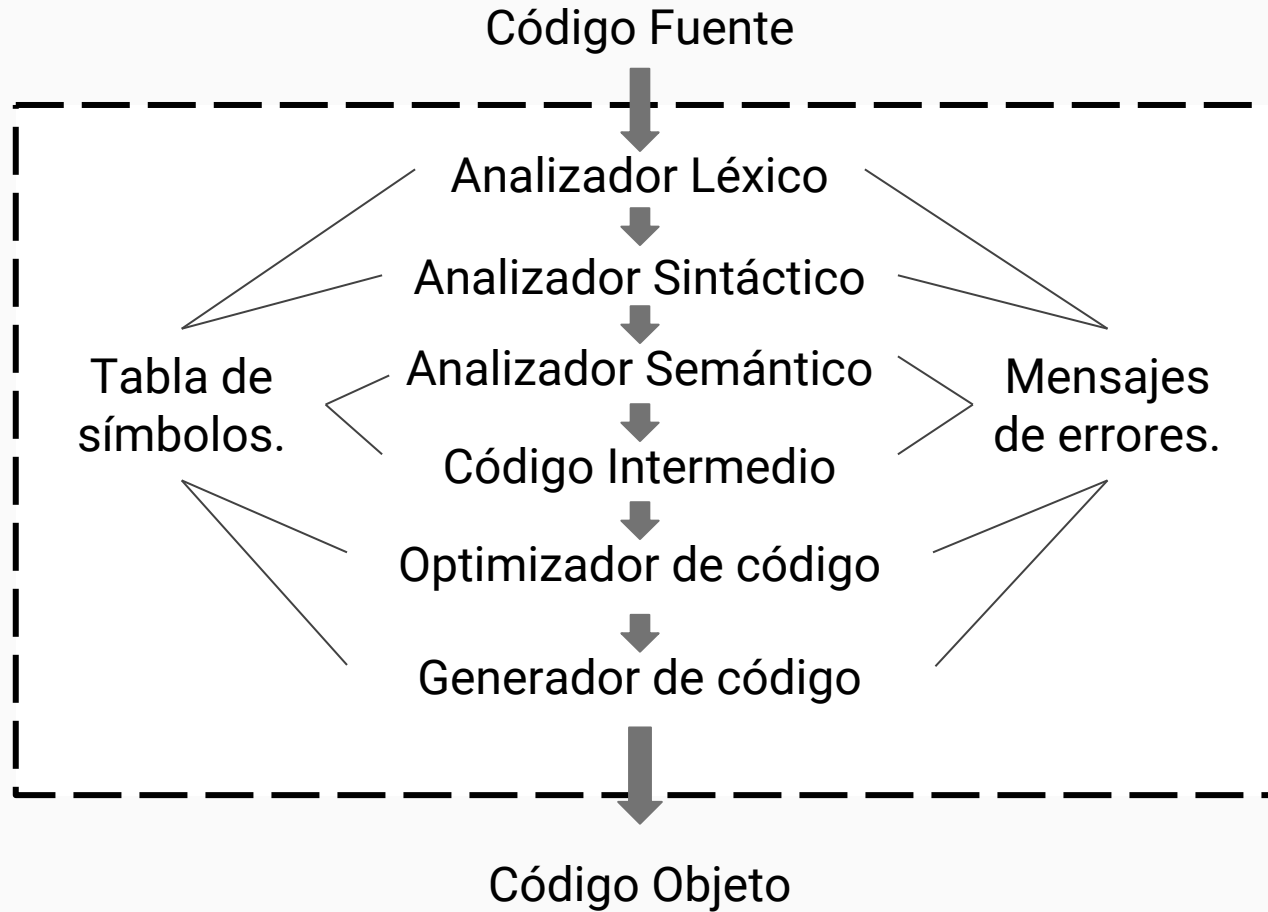 Código Fuente
Analizador Léxico
Analizador Sintáctico
Analizador Semántico
Tabla de
símbolos.
Mensajes
de errores.
Código Intermedio
Optimizador de código
Generador de código
Código Objeto